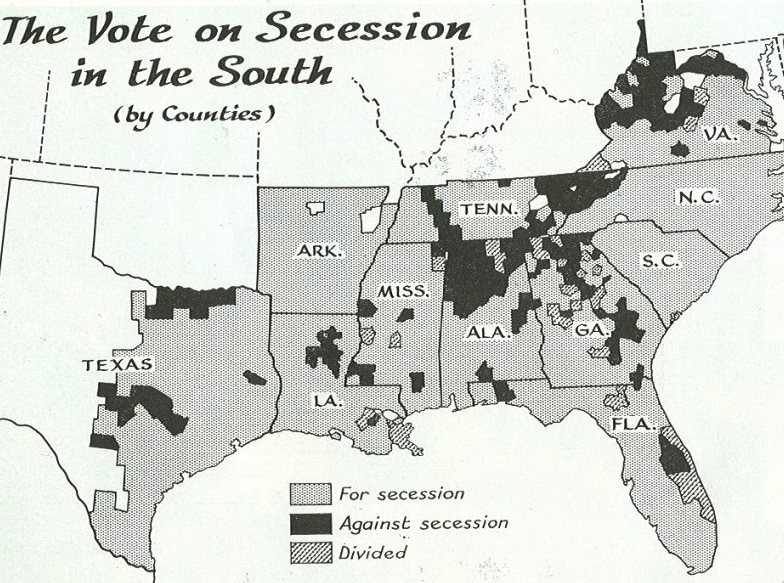 The Vote on Secession
in the South
(by Counties)
VA.
TENN.
N.C.
ARK.
S.C.
MISS.
ALA.
GA.
TEXAS
LA.
FLA.
For secession
Against secession
Divided